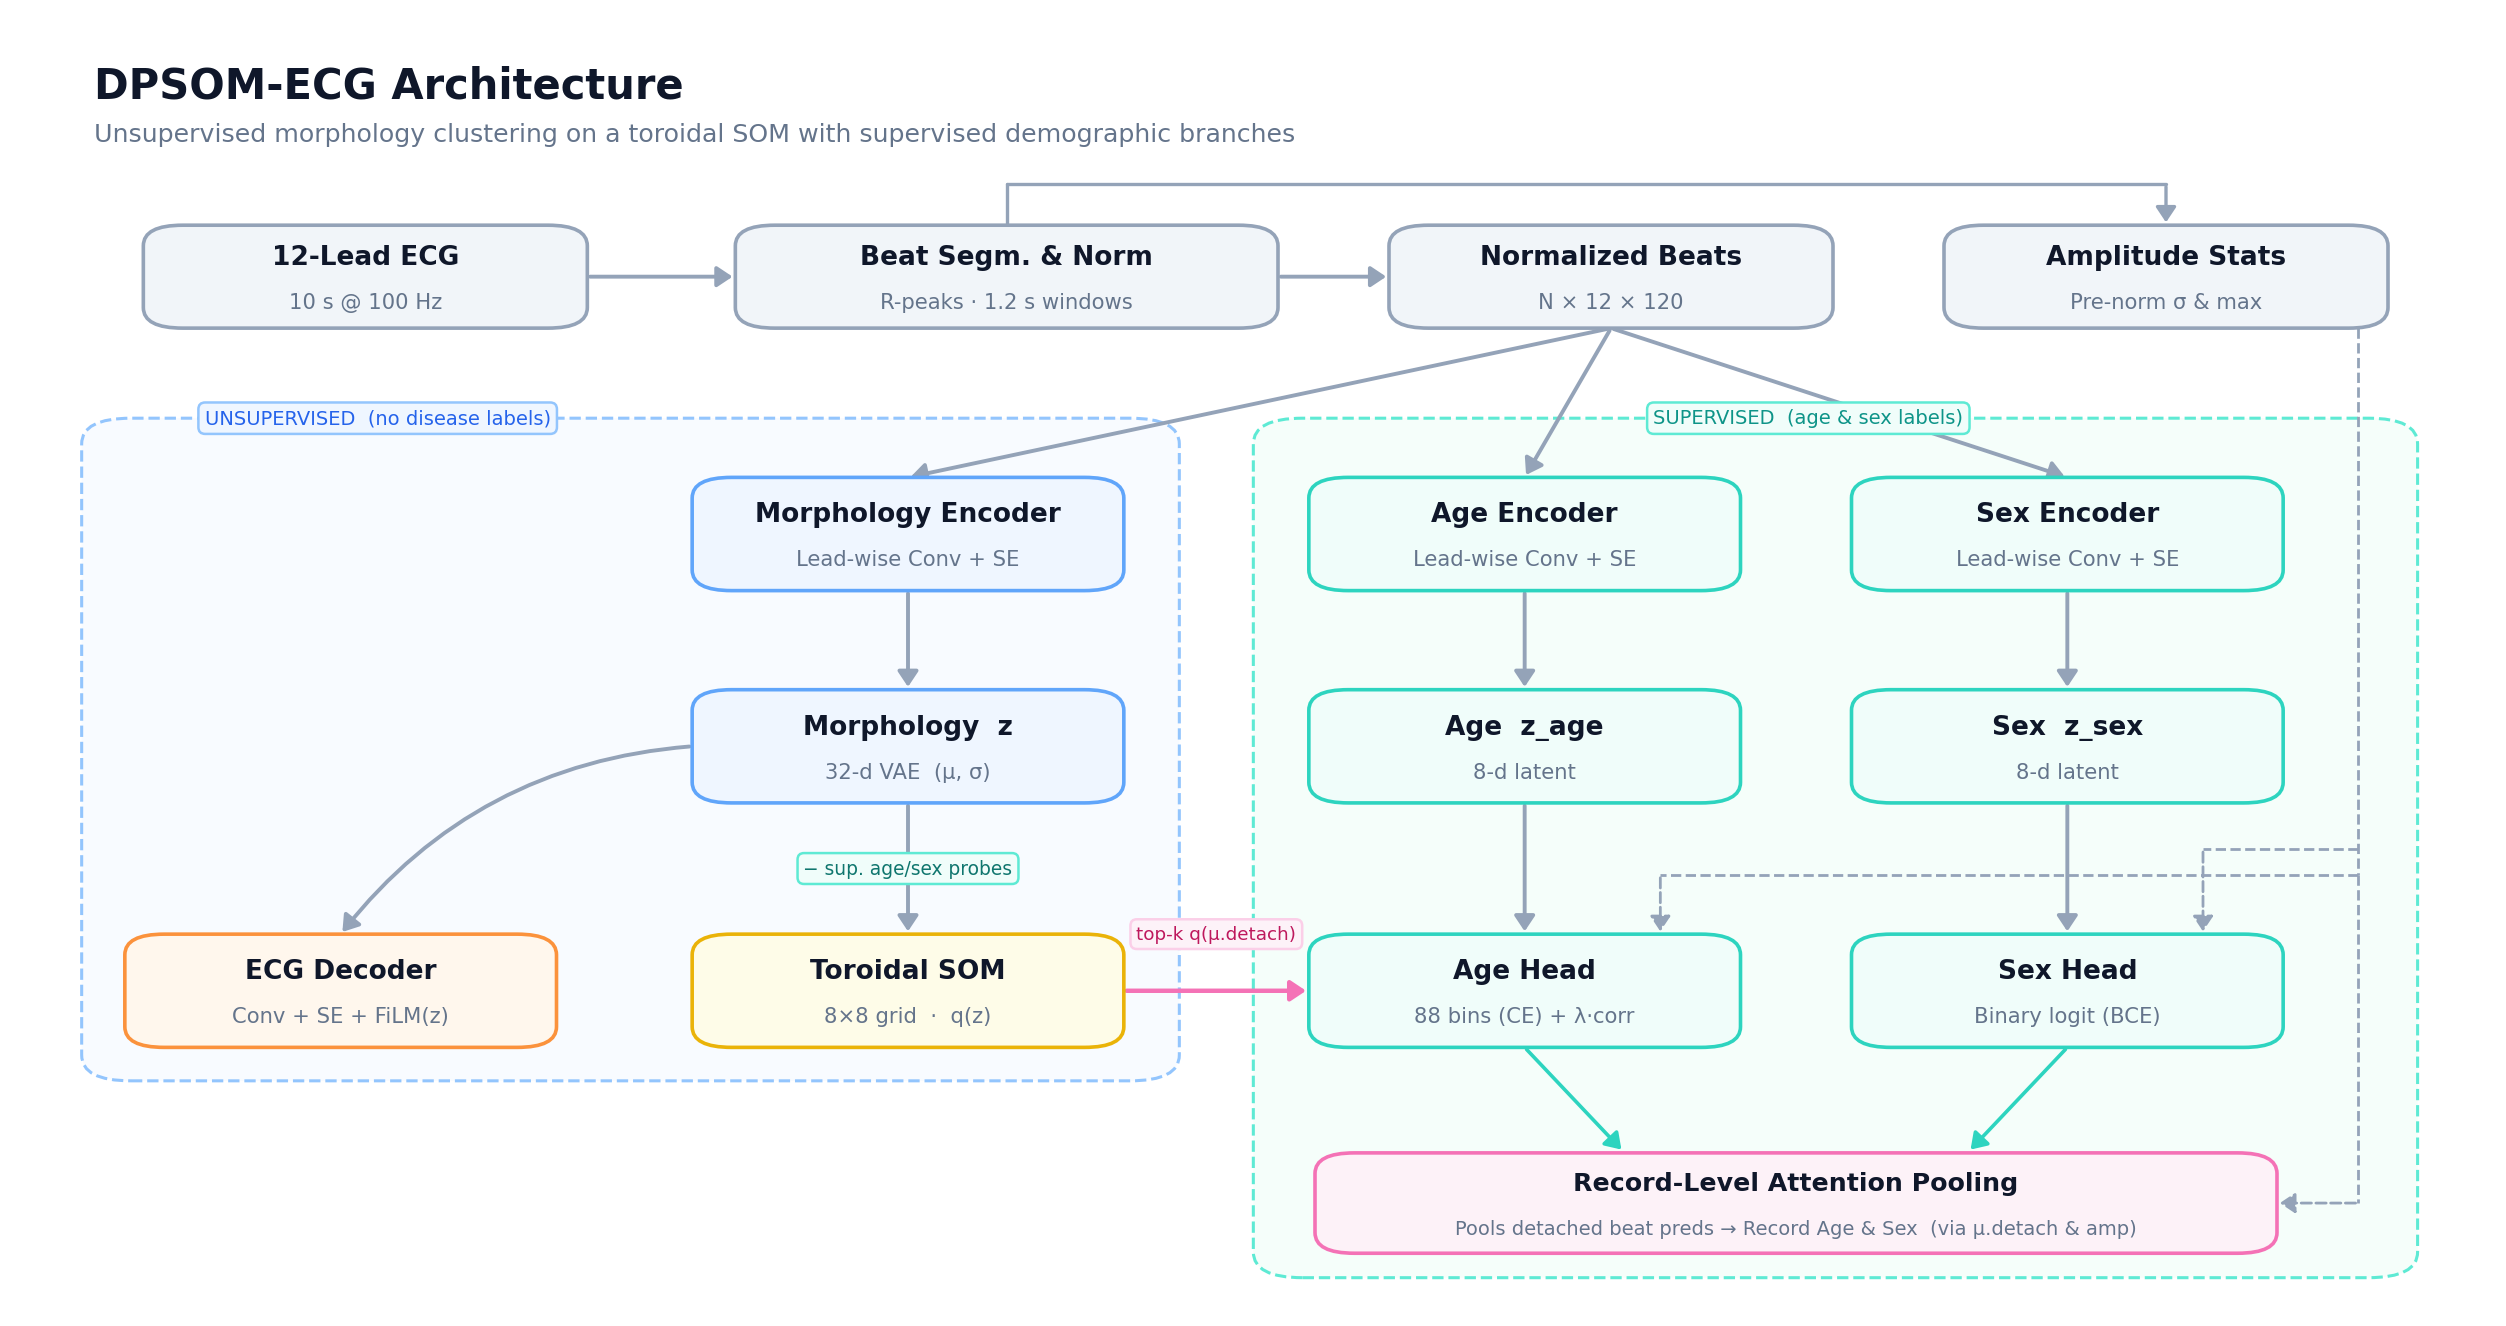 DPSOM-ECG Architecture
Unsupervised morphology clustering on a toroidal SOM with supervised demographic branches
12-Lead ECG
10 s @ 100 Hz
Beat Segm. & Norm
R-peaks · 1.2 s windows
Normalized Beats
N × 12 × 120
Amplitude Stats
Pre-norm σ & max
UNSUPERVISED (no disease labels)
SUPERVISED (age & sex labels)
Morphology Encoder
Lead-wise Conv + SE
Age Encoder
Lead-wise Conv + SE
Sex Encoder
Lead-wise Conv + SE
Morphology z
32-d VAE (μ, σ)
Age z_age
8-d latent
Sex z_sex
8-d latent
− sup. age/sex probes
top-k q(μ.detach)
ECG Decoder
Conv + SE + FiLM(z)
Toroidal SOM
8×8 grid · q(z)
Age Head
88 bins (CE) + λ·corr
Sex Head
Binary logit (BCE)
Record-Level Attention Pooling
Pools detached beat preds → Record Age & Sex (via μ.detach & amp)